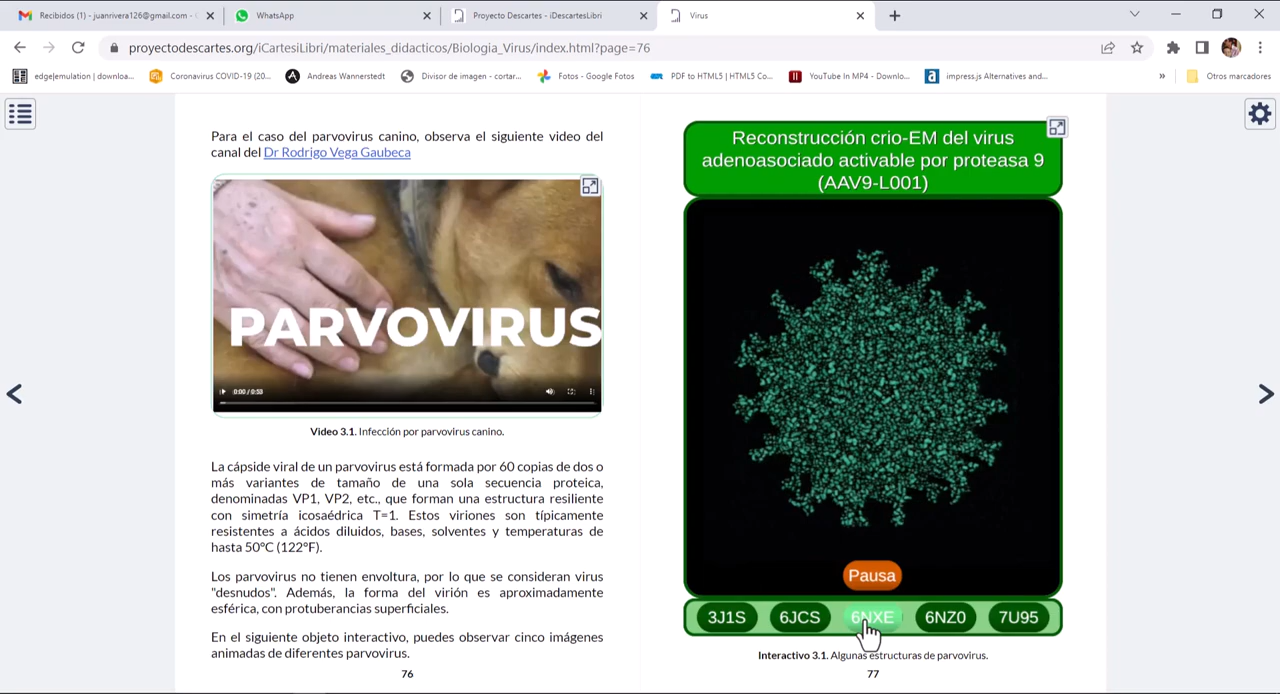 Recibidos (1) - juanrivera126@gmail.com -
WhatsApp
Proyecto Descartes - iDescartesLibri
Virus
proyectodescartes.org/iCartesiLibri/materiales_didacticos/Biologia_Virus/index.html?page=76
edge|emulation | downloa...
Coronavirus COVID-19 (20...
Andreas Wannerstedt
Divisor de imagen - cortar...
Fotos - Google Fotos
PDF to HTML5 | HTML5 Co...
YouTube In MP4 - Downlo...
impress.js Alternatives and...
»
Otros marcadores
Para el caso del parvovirus canino, observa el siguiente video del
canal del Dr Rodrigo Vega Gaubeca
PARVOVIRUS
0:00 / 0:53
Video 3.1. Infección por parvovirus canino.
La cápside viral de un parvovirus está formada por 60 copias de dos o
más variantes de tamaño de una sola secuencia proteica,
denominadas VP1, VP2, etc., que forman una estructura resiliente
con simetría icosaédrica T=1. Estos viriones son típicamente
resistentes a ácidos diluidos, bases, solventes y temperaturas de
hasta 50°C (122°F).
Los parvovirus no tienen envoltura, por lo que se consideran virus
"desnudos". Además, la forma del virión es aproximadamente
esférica, con protuberancias superficiales.
En el siguiente objeto interactivo, puedes observar cinco imágenes
animadas de diferentes parvovirus.
76
Reconstrucción crio-EM del virus
adenoasociado activable por proteasa 9
(AAV9-L001)
Pausa
3J1S
6JCS
6NXE
6NZ0
7U95
Interactivo 3.1. Algunas estructuras de parvovirus.
77